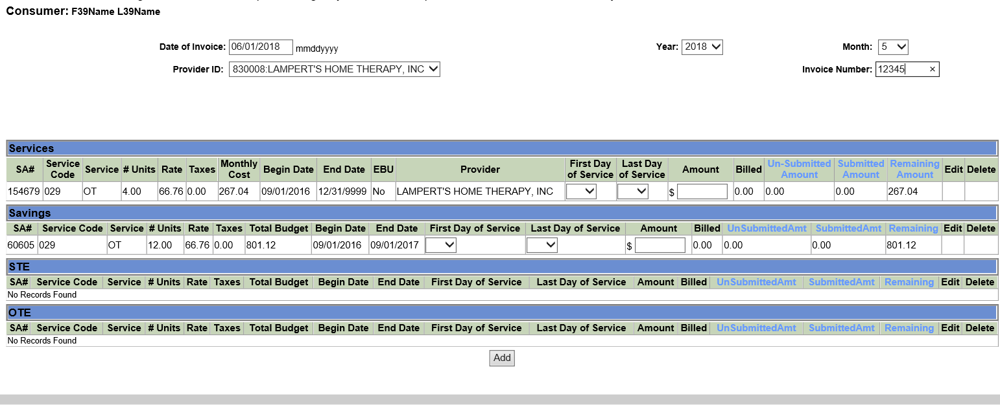 Consumer: F39Name L39Name
Date of Invoice: 06/01/2018 mmddyyyy Year: 2018 Month: 5
Provider ID: 830008:LAMPERT'S HOME THERAPY, INC Invoice Number: 12345 ×
Services
SA# Service Code Service # Units Rate Taxes Monthly Cost Begin Date End Date EBU Provider First Day of Service Last Day of Service Amount Billed Un-Submitted Amount Submitted Amount Remaining Amount Edit Delete
154679 029 OT 4.00 66.76 0.00 267.04 09/01/2016 12/31/9999 No LAMPERT'S HOME THERAPY, INC $ 0.00 0.00 0.00 267.04
Savings
SA# Service Code Service # Units Rate Taxes Total Budget Begin Date End Date First Day of Service Last Day of Service Amount Billed UnSubmittedAmt SubmittedAmt Remaining Edit Delete
60605 029 OT 12.00 66.76 0.00 801.12 09/01/2016 09/01/2017 $ 0.00 0.00 0.00 801.12
STE
SA# Service Code Service # Units Rate Taxes Total Budget Begin Date End Date First Day of Service Last Day of Service Amount Billed UnSubmittedAmt SubmittedAmt Remaining Edit Delete
No Records Found
OTE
SA# Service Code Service # Units Rate Taxes Total Budget Begin Date End Date First Day of Service Last Day of Service Amount Billed UnSubmittedAmt SubmittedAmt Remaining Edit Delete
No Records Found
Add